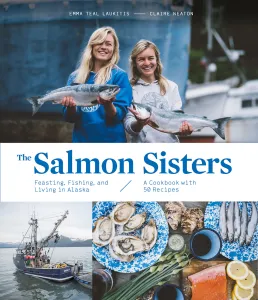 EMMA TEAL LAUKITIS — CLAIRE NEATON
The Salmon Sisters
Feasting, Fishing, and
Living in Alaska
A Cookbook with
50 Recipes